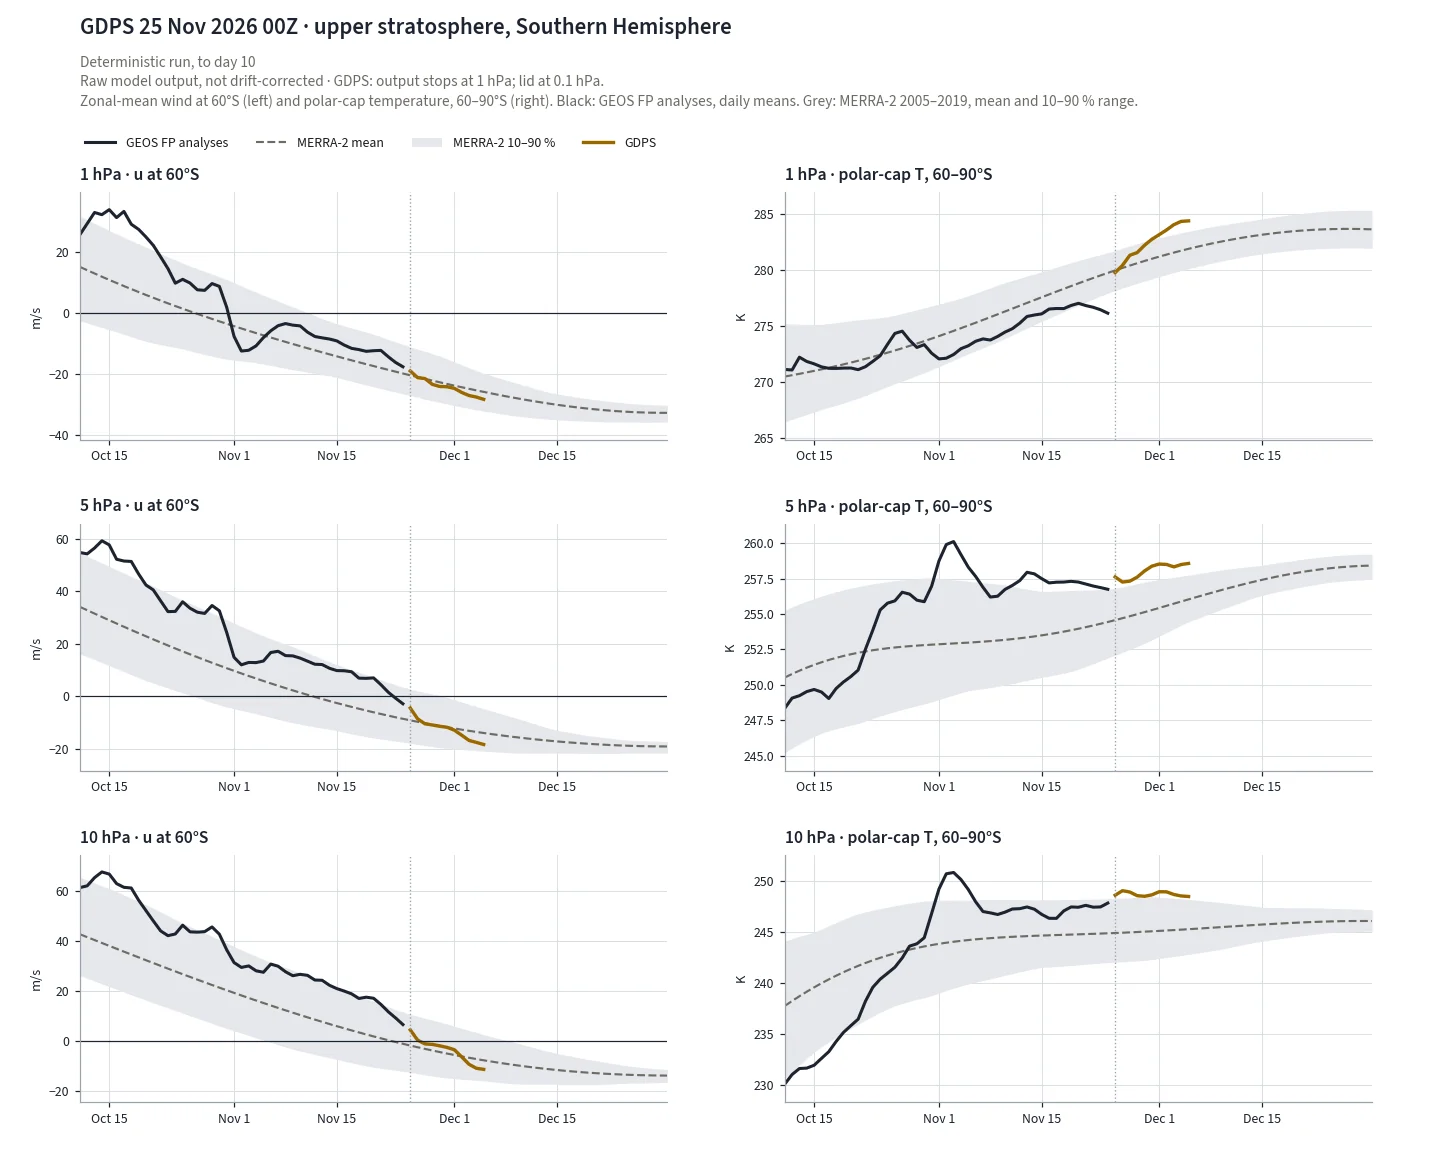 GDPS 25 Nov 2026 00Z · upper stratosphere, Southern Hemisphere
Deterministic run, to day 10
Raw model output, not drift-corrected · GDPS: output stops at 1 hPa; lid at 0.1 hPa.
Zonal-mean wind at 60°S (left) and polar-cap temperature, 60–90°S (right). Black: GEOS FP analyses, daily means. Grey: MERRA-2 2005–2019, mean and 10–90 % range.
GEOS FP analyses MERRA-2 mean MERRA-2 10–90 % GDPS
1 hPa · u at 60°S
20
0
−20
−40
m/s
Oct 15 Nov 1 Nov 15 Dec 1 Dec 15
1 hPa · polar-cap T, 60–90°S
285
280
275
270
265
K
Oct 15 Nov 1 Nov 15 Dec 1 Dec 15
5 hPa · u at 60°S
60
40
20
0
−20
m/s
Oct 15 Nov 1 Nov 15 Dec 1 Dec 15
5 hPa · polar-cap T, 60–90°S
260.0
257.5
255.0
252.5
250.0
247.5
245.0
K
Oct 15 Nov 1 Nov 15 Dec 1 Dec 15
10 hPa · u at 60°S
60
40
20
0
−20
m/s
Oct 15 Nov 1 Nov 15 Dec 1 Dec 15
10 hPa · polar-cap T, 60–90°S
250
245
240
235
230
K
Oct 15 Nov 1 Nov 15 Dec 1 Dec 15